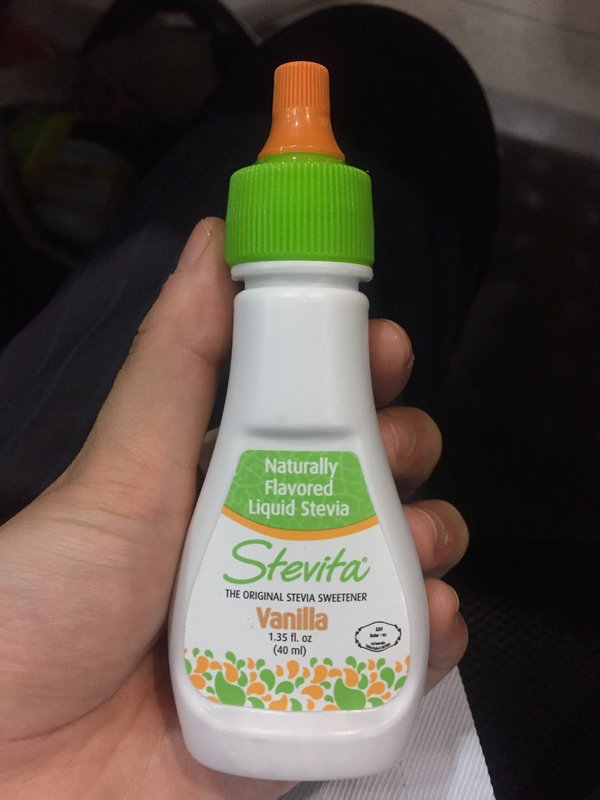 Naturally
Flavored
Liquid Stevia
Stevita®
THE ORIGINAL STEVIA SWEETENER
Vanilla
1.35 fl. oz
(40 ml)